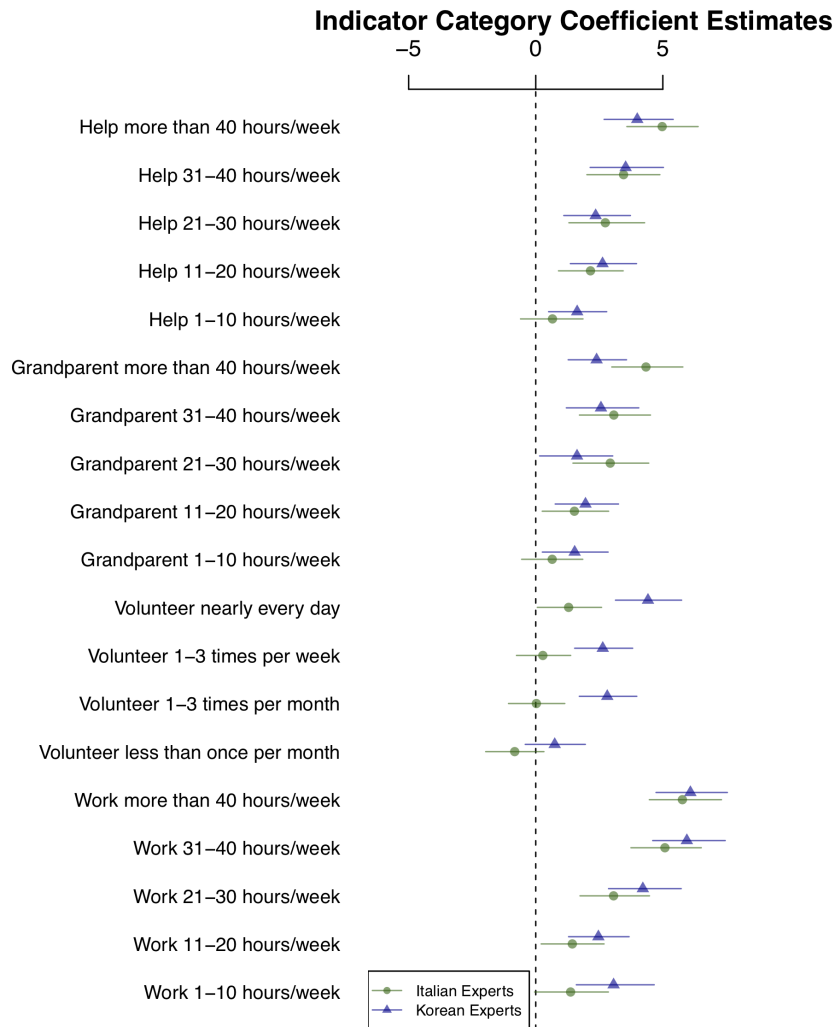 Indicator Category Coefficient Estimates
−5 0 5
Help more than 40 hours/week
Help 31−40 hours/week
Help 21−30 hours/week
Help 11−20 hours/week
Help 1−10 hours/week
Grandparent more than 40 hours/week
Grandparent 31−40 hours/week
Grandparent 21−30 hours/week
Grandparent 11−20 hours/week
Grandparent 1−10 hours/week
Volunteer nearly every day
Volunteer 1−3 times per week
Volunteer 1−3 times per month
Volunteer less than once per month
Work more than 40 hours/week
Work 31−40 hours/week
Work 21−30 hours/week
Work 11−20 hours/week
Work 1−10 hours/week
Italian Experts
Korean Experts